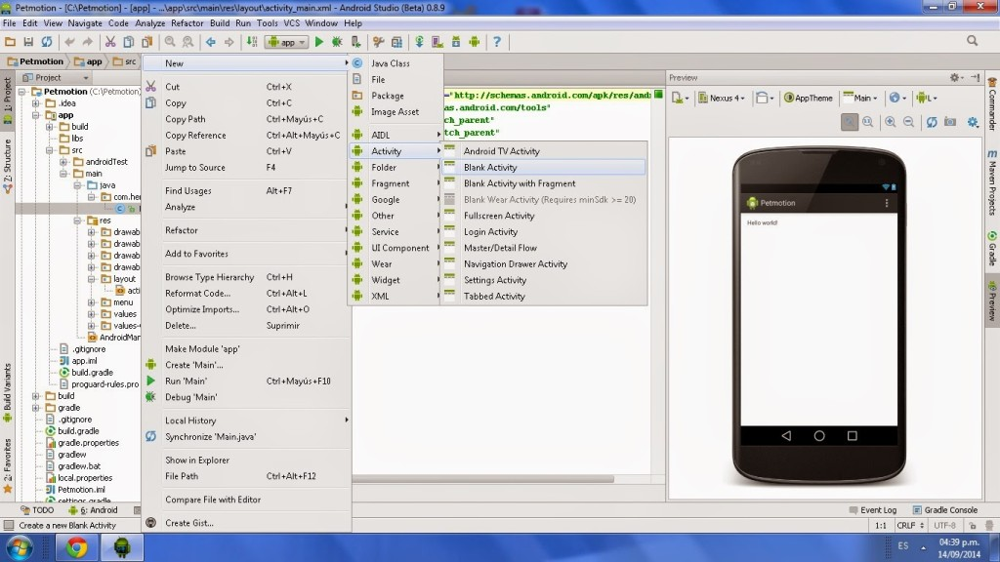 Petmotion - [C:\Petmotion] - [app] - ...\app\src\main\res\layout\activity_main.xml - Android Studio (Beta) 0.8.9
File Edit View Navigate Code Analyze Refactor Build Run Tools VCS Window Help
app
Petmotion app src
1: Project
Z: Structure
Build Variants
2: Favorites
Project
Petmotion (C:\Petmotion)
.idea
app
build
libs
src
androidTest
main
java
com.her
res
drawab
drawab
drawab
drawab
layout
acti
menu
values
values-
AndroidMan
.gitignore
app.iml
build.gradle
proguard-rules.pro
build
gradle
.gitignore
build.gradle
gradle.properties
gradlew
gradlew.bat
local.properties
Petmotion.iml
settings.gradle
New
Cut Ctrl+X
Copy Ctrl+C
Copy Path Ctrl+Mayús+C
Copy Reference Ctrl+Alt+Mayús+C
Paste Ctrl+V
Jump to Source F4
Find Usages Alt+F7
Analyze
Refactor
Add to Favorites
Browse Type Hierarchy Ctrl+H
Reformat Code... Ctrl+Alt+L
Optimize Imports... Ctrl+Alt+O
Delete... Suprimir
Make Module 'app'
Create 'Main'...
Run 'Main' Ctrl+Mayús+F10
Debug 'Main'
Local History
Synchronize 'Main.java'
Show in Explorer
File Path Ctrl+Alt+F12
Compare File with Editor
Create Gist...
Java Class
File
Package
Image Asset
AIDL
Activity
Folder
Fragment
Google
Other
Service
UI Component
Wear
Widget
XML
Android TV Activity
Blank Activity
Blank Activity with Fragment
Blank Wear Activity (Requires minSdk >= 20)
Fullscreen Activity
Login Activity
Master/Detail Flow
Navigation Drawer Activity
Settings Activity
Tabbed Activity
="http://schemas.android.com/apk/res/andr
as.android.com/tools"
tch_parent"
tch_parent"
Preview
Nexus 4 AppTheme Main L
Petmotion
Hello world!
Commander
Maven Projects
Gradle
Preview
TODO 6: Android
Event Log Gradle Console
Create a new Blank Activity
1:1 CRLF UTF-8
ES
04:39 p.m.
14/09/2014